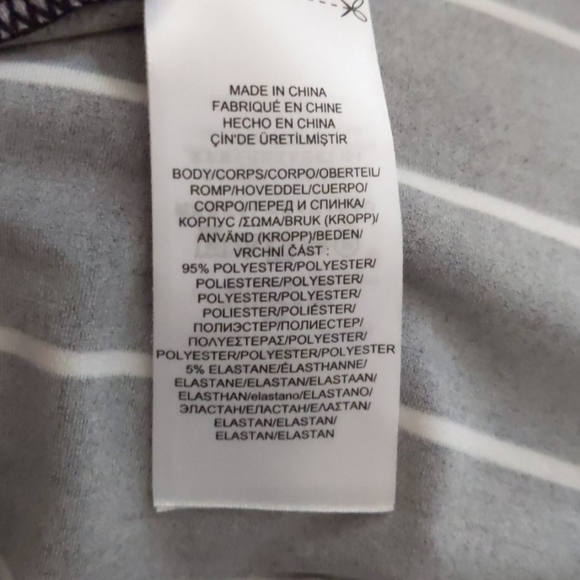 MADE IN CHINA
FABRIQUÉ EN CHINE
HECHO EN CHINA
ÇİN'DE ÜRETİLMİŞTİR
BODY/CORPS/CORPO/OBERTEIL/
ROMP/HOVEDDEL/CUERPO/
CORPO/ПЕРЕД И СПИНКА/
КОРПУС /ΣΩΜΑ/BRUK (KROPP)/
ANVÄND (KROPP)/BEDEN/
VRCHNÍ ČÁST :
95% POLYESTER/POLYESTER/
POLIESTERE/POLYESTER/
POLYESTER/POLYESTER/
POLIESTER/POLIÉSTER/
ПОЛИЭСТЕР/ПОЛИЕСТЕР/
ΠΟΛΥΕΣΤΕΡΑΣ/POLYESTER/
POLYESTER/POLYESTER/POLYESTER
5% ELASTANE/ÉLASTHANNE/
ELASTANE/ELASTAN/ELASTAAN/
ELASTHAN/elastano/ELASTANO/
ЭЛАСТАН/ЕЛАСТАН/ΕΛΑΣΤΑΝ/
ELASTAN/ELASTAN/
ELASTAN/ELASTAN